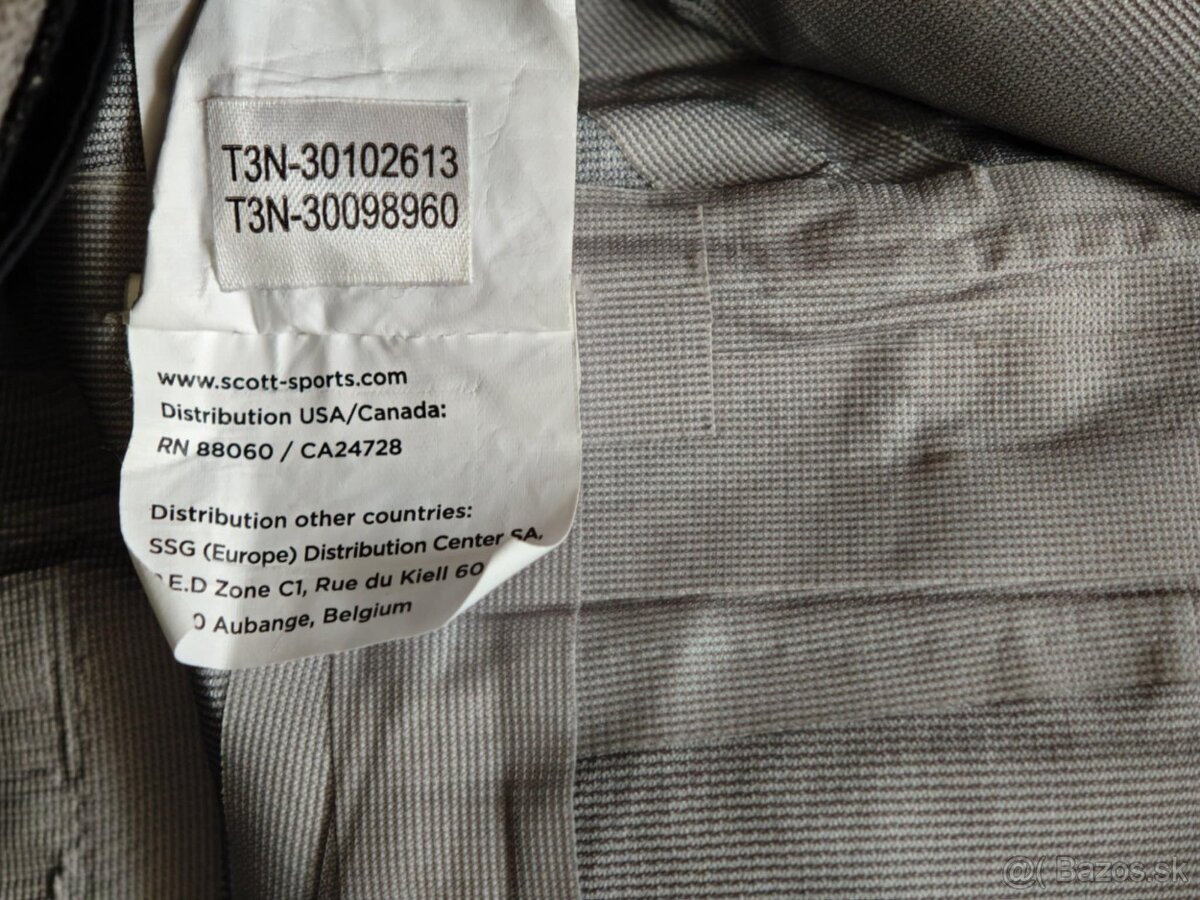 T3N-30102613
T3N-30098960
www.scott-sports.com
Distribution USA/Canada:
RN 88060 / CA24728
Distribution other countries:
SSG (Europe) Distribution Center SA,
E.D Zone C1, Rue du Kiell 60
0 Aubange, Belgium
@( Bazos.sk